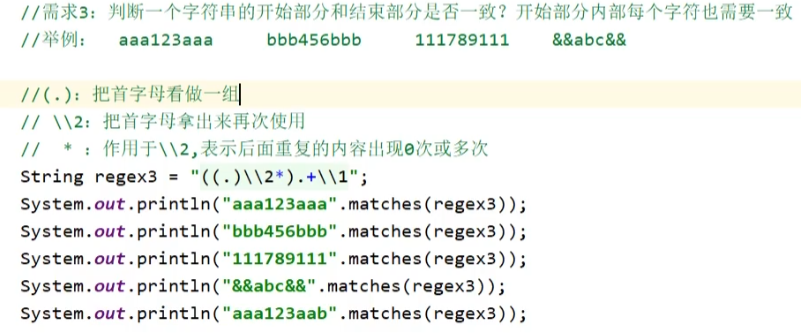 //需求3：判断一个字符串的开始部分和结束部分是否一致？开始部分内部每个字符也需要一致
//举例：  aaa123aaa    bbb456bbb    111789111    &&abc&&
//(.)：把首字母看做一组
// \\2：把首字母拿出来再次使用
//  * ：作用于\\2,表示后面重复的内容出现0次或多次
String regex3 = "((.)\\2*).+\\1";
System.out.println("aaa123aaa".matches(regex3));
System.out.println("bbb456bbb".matches(regex3));
System.out.println("111789111".matches(regex3));
System.out.println("&&abc&&".matches(regex3));
System.out.println("aaa123aab".matches(regex3));